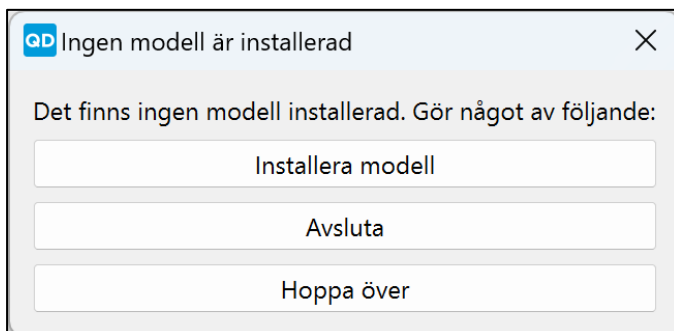 QD Ingen modell är installerad
Det finns ingen modell installerad. Gör något av följande:
Installera modell
Avsluta
Hoppa över